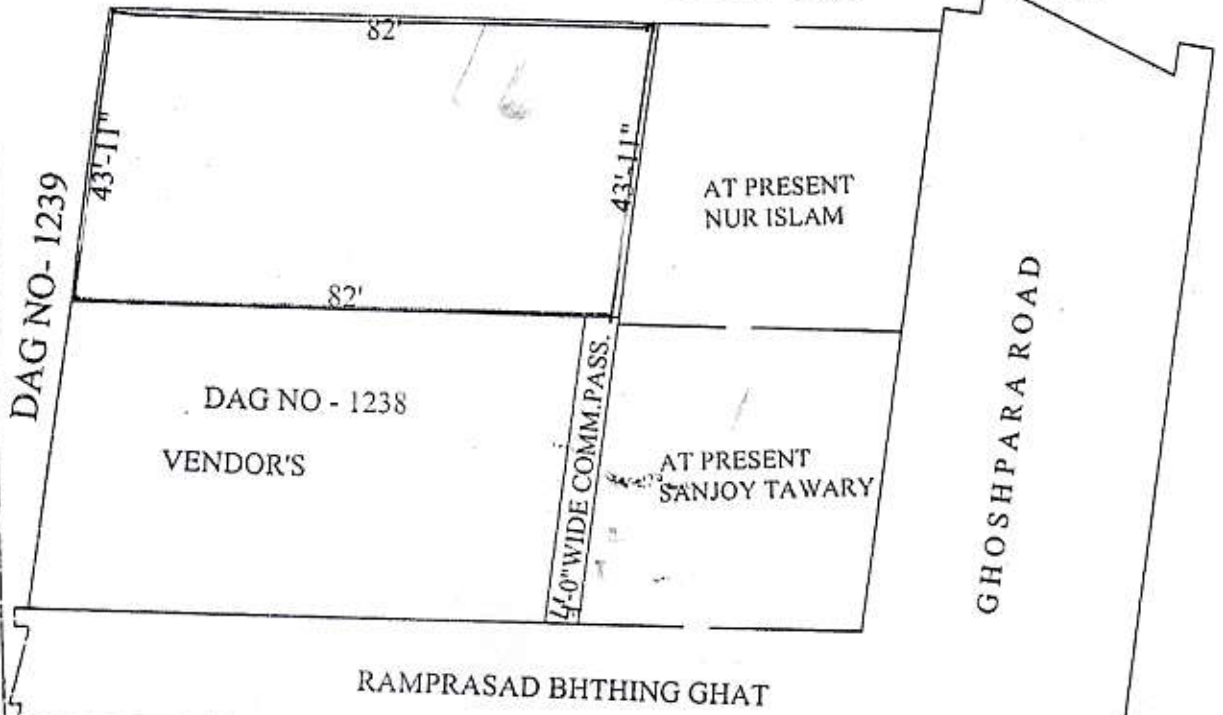 82'
43'-11"
43'-11"
82'
DAG NO- 1239
AT PRESENT
NUR ISLAM
DAG NO - 1238
VENDOR'S
4'-0" WIDE COMM.PASS.
AT PRESENT
SANJOY TAWARY
GHOSHPARA ROAD
RAMPRASAD BHTHING GHAT